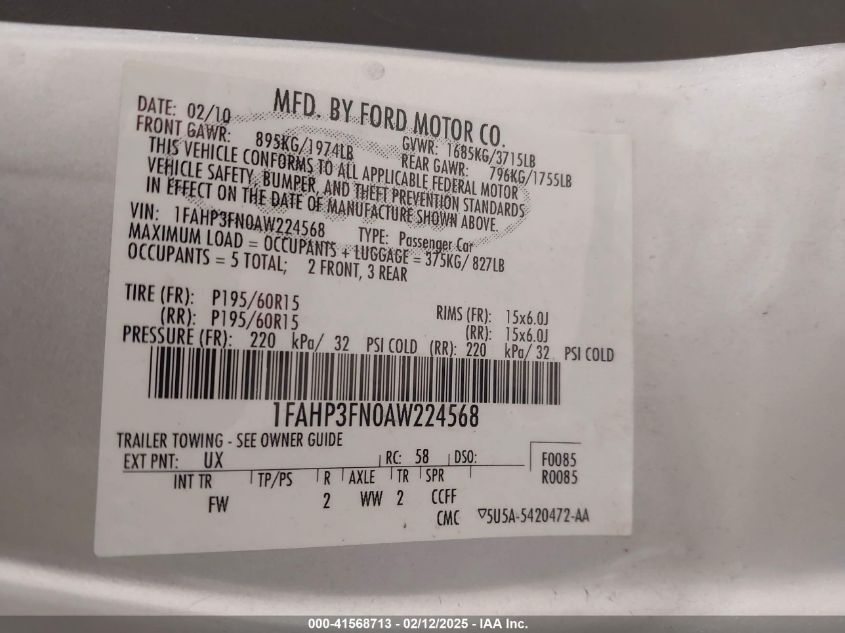 MFD. BY FORD MOTOR CO.
DATE: 02/10
GVWR: 1685KG/3715LB
FRONT GAWR: 895KG/1974LB
REAR GAWR: 796KG/1755LB
THIS VEHICLE CONFORMS TO ALL APPLICABLE FEDERAL MOTOR
VEHICLE SAFETY, BUMPER, AND THEFT PREVENTION STANDARDS
IN EFFECT ON THE DATE OF MANUFACTURE SHOWN ABOVE.
VIN: 1FAHP3FN0AW224568 TYPE: Passenger Car
MAXIMUM LOAD = OCCUPANTS + LUGGAGE = 375KG/ 827LB
OCCUPANTS = 5 TOTAL; 2 FRONT, 3 REAR
TIRE (FR): P195/60R15 RIMS (FR): 15x6.0J
(RR): P195/60R15 (RR): 15x6.0J
PRESSURE (FR): 220 kPa/ 32 PSI COLD (RR): 220 kPa/ 32 PSI COLD
1FAHP3FN0AW224568
TRAILER TOWING - SEE OWNER GUIDE
EXT PNT: UX RC: 58 DSO: F0085
R0085
INT TR TP/PS R AXLE TR SPR
FW 2 WW 2 CCFF
CMC ▽5U5A-5420472-AA
000-41568713 - 02/12/2025 - IAA Inc.